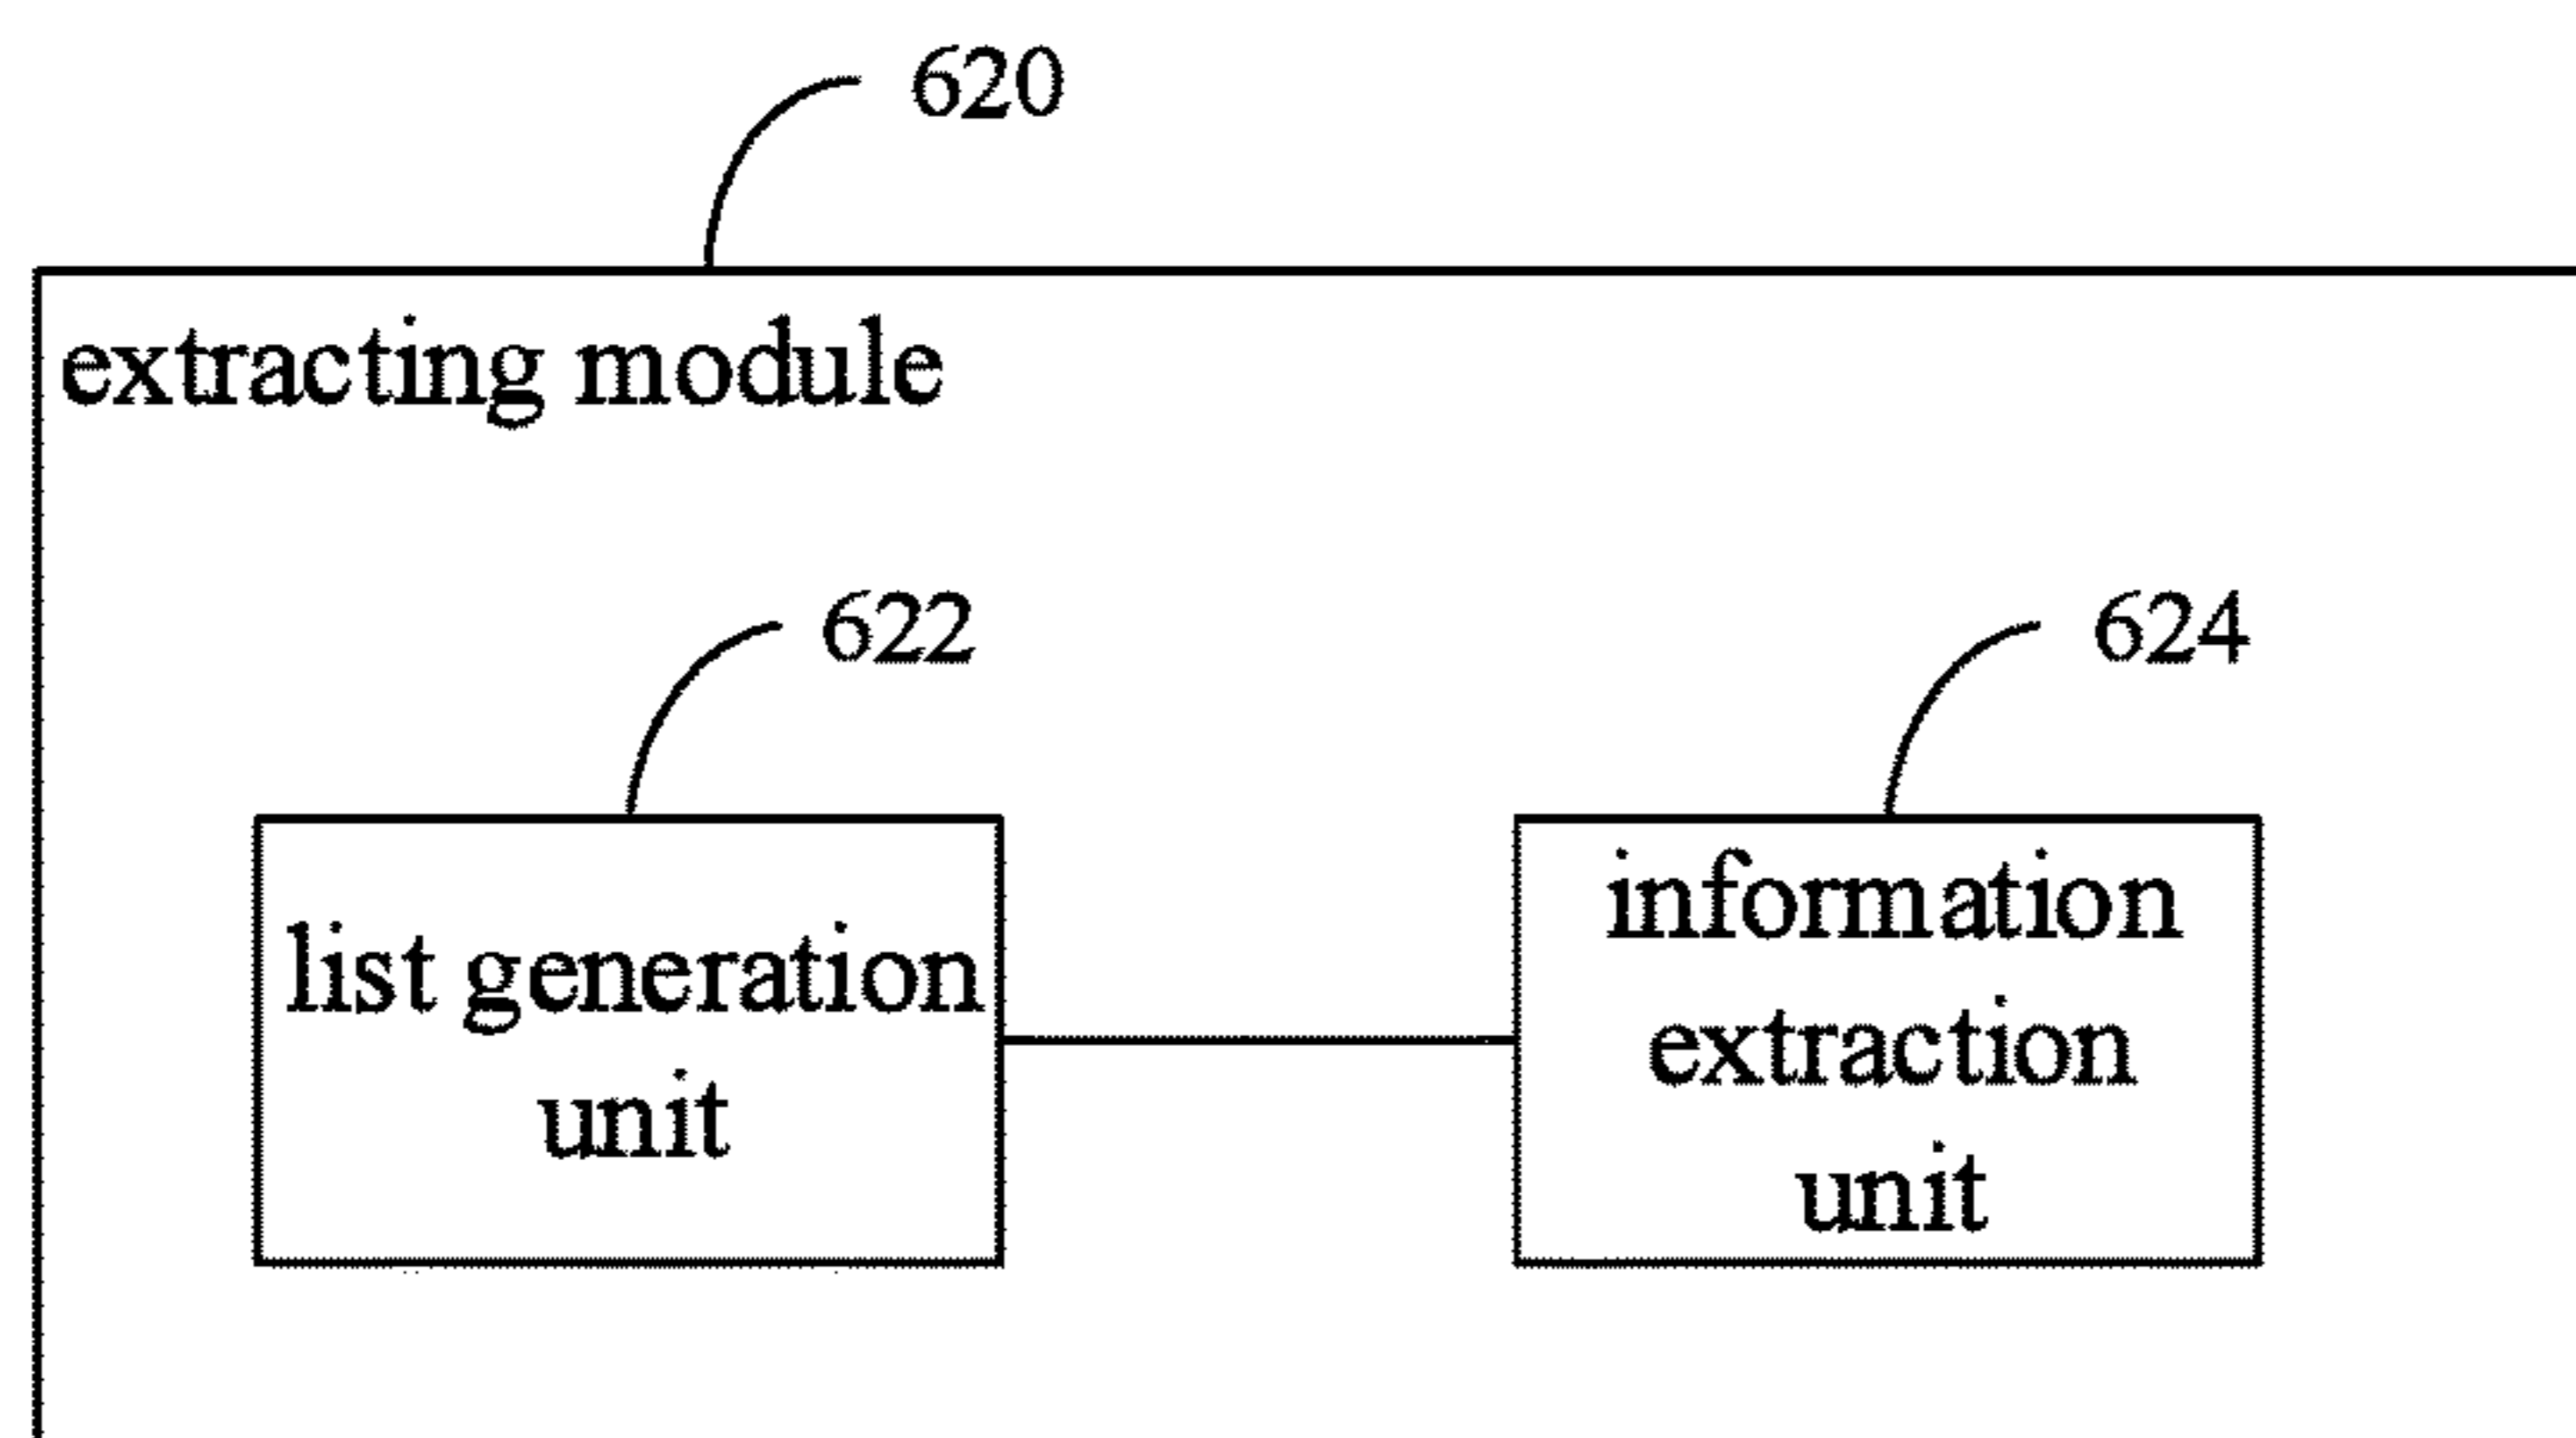 620
extracting module
622
624
list generation
unit
information
extraction
unit